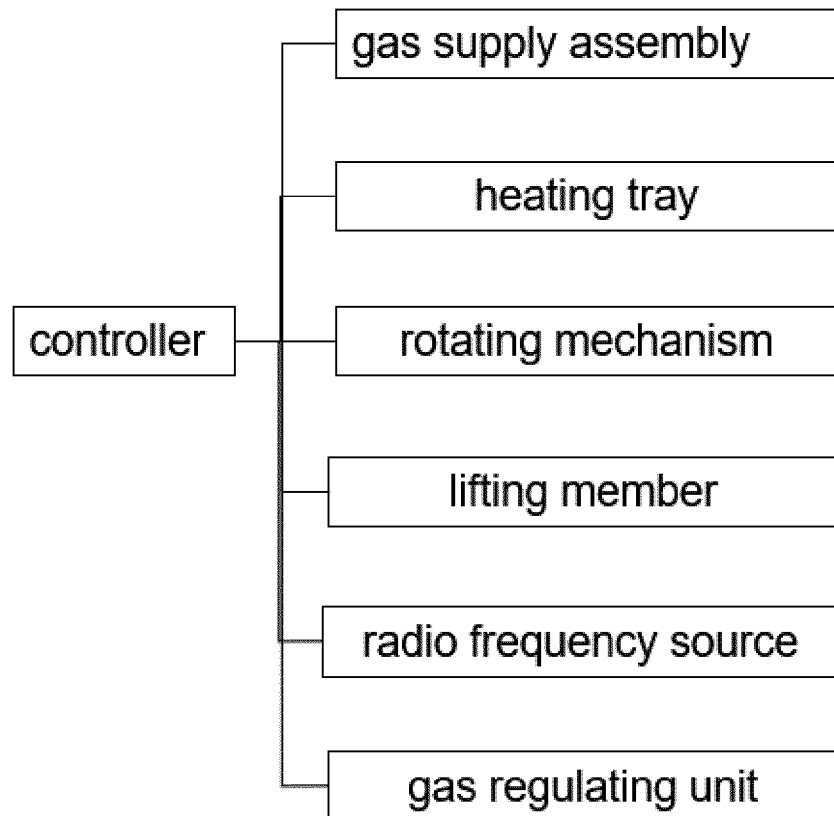 gas supply assembly
heating tray
controller
rotating mechanism
lifting member
radio frequency source
gas regulating unit